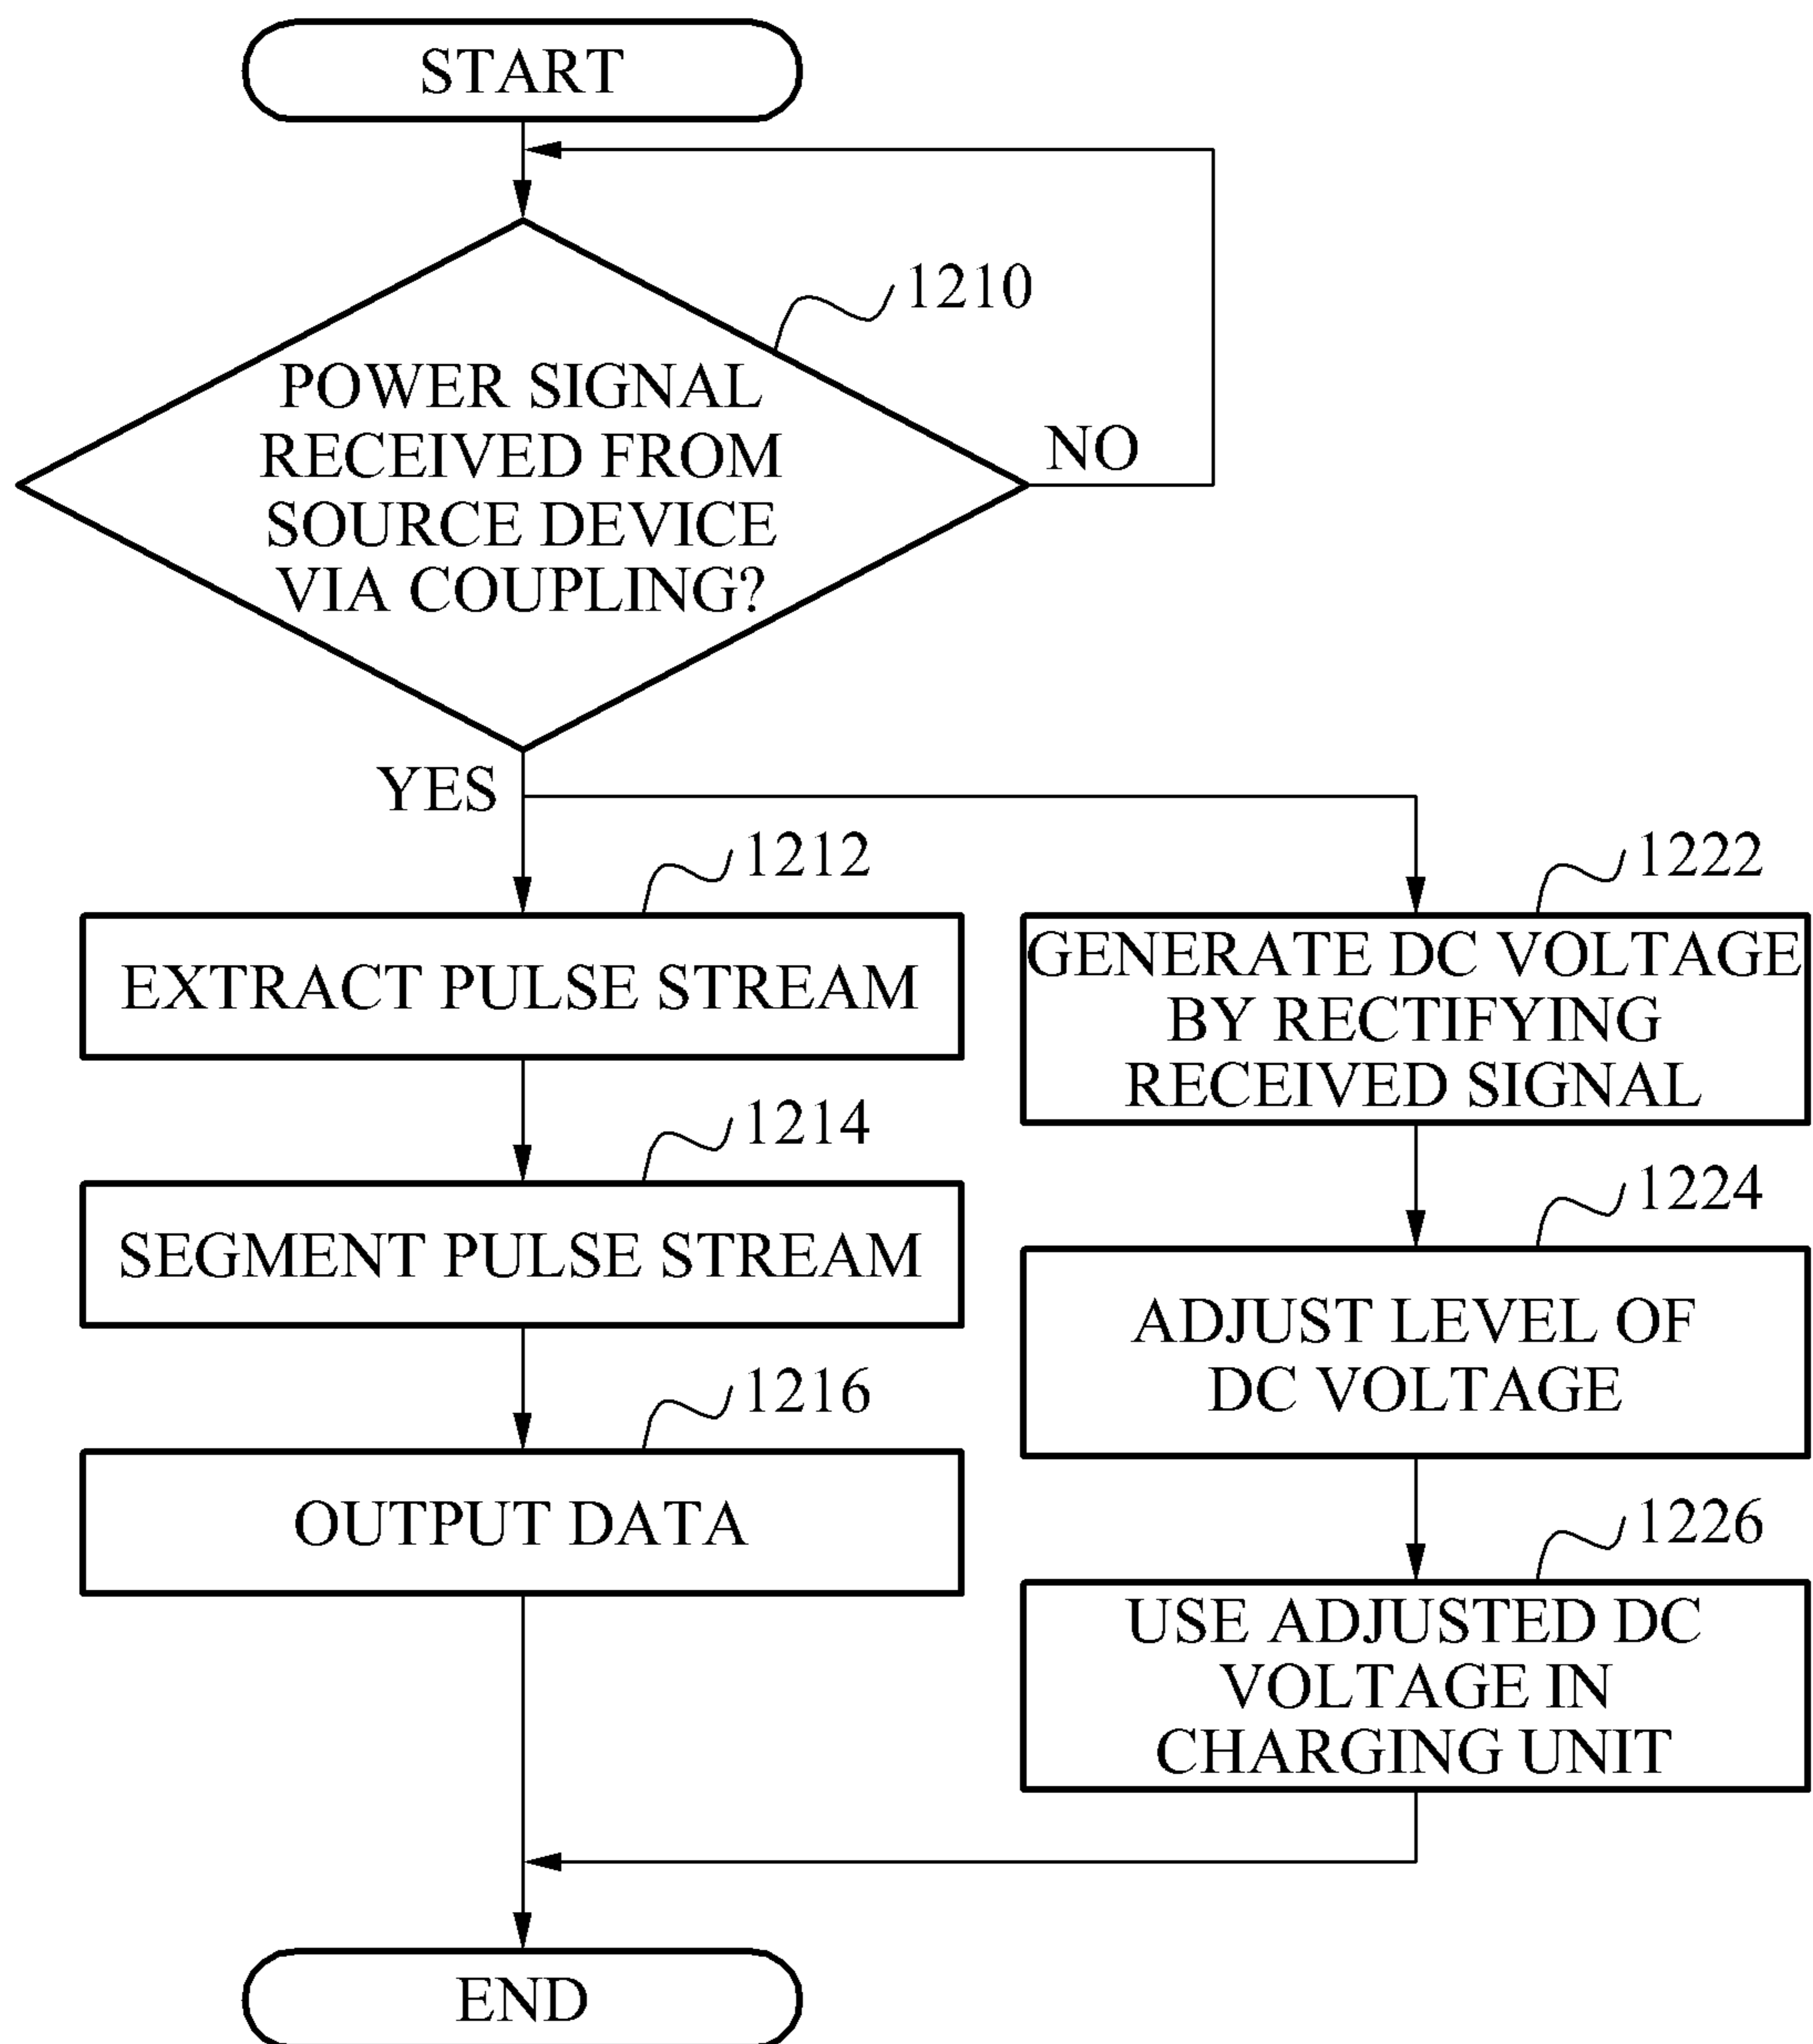 START
1210
POWER SIGNAL
RECEIVED FROM
SOURCE DEVICE
VIA COUPLING?
NO
YES
1212
EXTRACT PULSE STREAM
1214
SEGMENT PULSE STREAM
1216
OUTPUT DATA
1222
GENERATE DC VOLTAGE
BY RECTIFYING
RECEIVED SIGNAL
1224
ADJUST LEVEL OF
DC VOLTAGE
1226
USE ADJUSTED DC
VOLTAGE IN
CHARGING UNIT
END